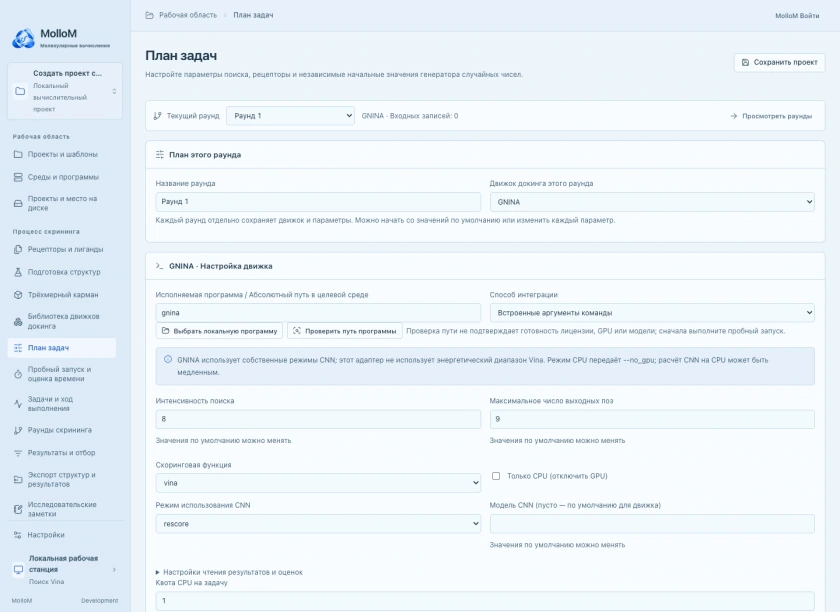 MolloM
Молекулярные вычисления
Создать проект с...
Локальный
вычислительный
проект
Рабочая область
Проекты и шаблоны
Среды и программы
Проекты и место на
диске
Процесс скрининга
Рецепторы и лиганды
Подготовка структур
Трёхмерный карман
Библиотека движков
докинга
План задач
Пробный запуск и
оценка времени
Задачи и ход
выполнения
Раунды скрининга
Результаты и отбор
Экспорт структур и
результатов
Исследовательские
заметки
Настройки
Локальная рабочая
станция
Поиск Vina
MolloM Development
Рабочая область План задач
MolloM Войти
План задач
Настройте параметры поиска, рецепторы и независимые начальные значения генератора случайных чисел.
Сохранить проект
Текущий раунд Раунд 1 GNINA · Входных записей: 0 Просмотреть раунды
План этого раунда
Название раунда Движок докинга этого раунда
Раунд 1 GNINA
Каждый раунд отдельно сохраняет движок и параметры. Можно начать со значений по умолчанию или изменить каждый параметр.
GNINA · Настройка движка
Исполняемая программа / Абсолютный путь в целевой среде Способ интеграции
gnina Встроенные аргументы команды
Выбрать локальную программу Проверить путь программы Проверка пути не подтверждает готовность лицензии, GPU или модели; сначала выполните пробный запуск.
GNINA использует собственные режимы CNN; этот адаптер не использует энергетический диапазон Vina. Режим CPU передаёт --no_gpu; расчёт CNN на CPU может быть
медленным.
Интенсивность поиска Максимальное число выходных поз
8 9
Значения по умолчанию можно менять Значения по умолчанию можно менять
Скоринговая функция
vina Только CPU (отключить GPU)
Режим использования CNN Модель CNN (пусто — по умолчанию для движка)
rescore
Значения по умолчанию можно менять
Настройки чтения результатов и оценок
Квота CPU на задачу
1